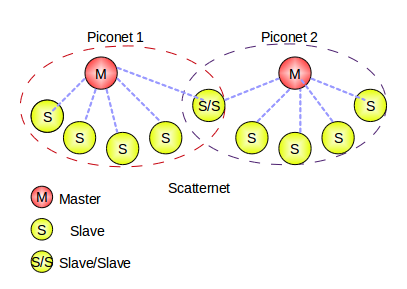 Piconet 1 Piconet 2
M M
S/S
S S
S S S S
S S
Scatternet
M Master
S Slave
S/S Slave/Slave